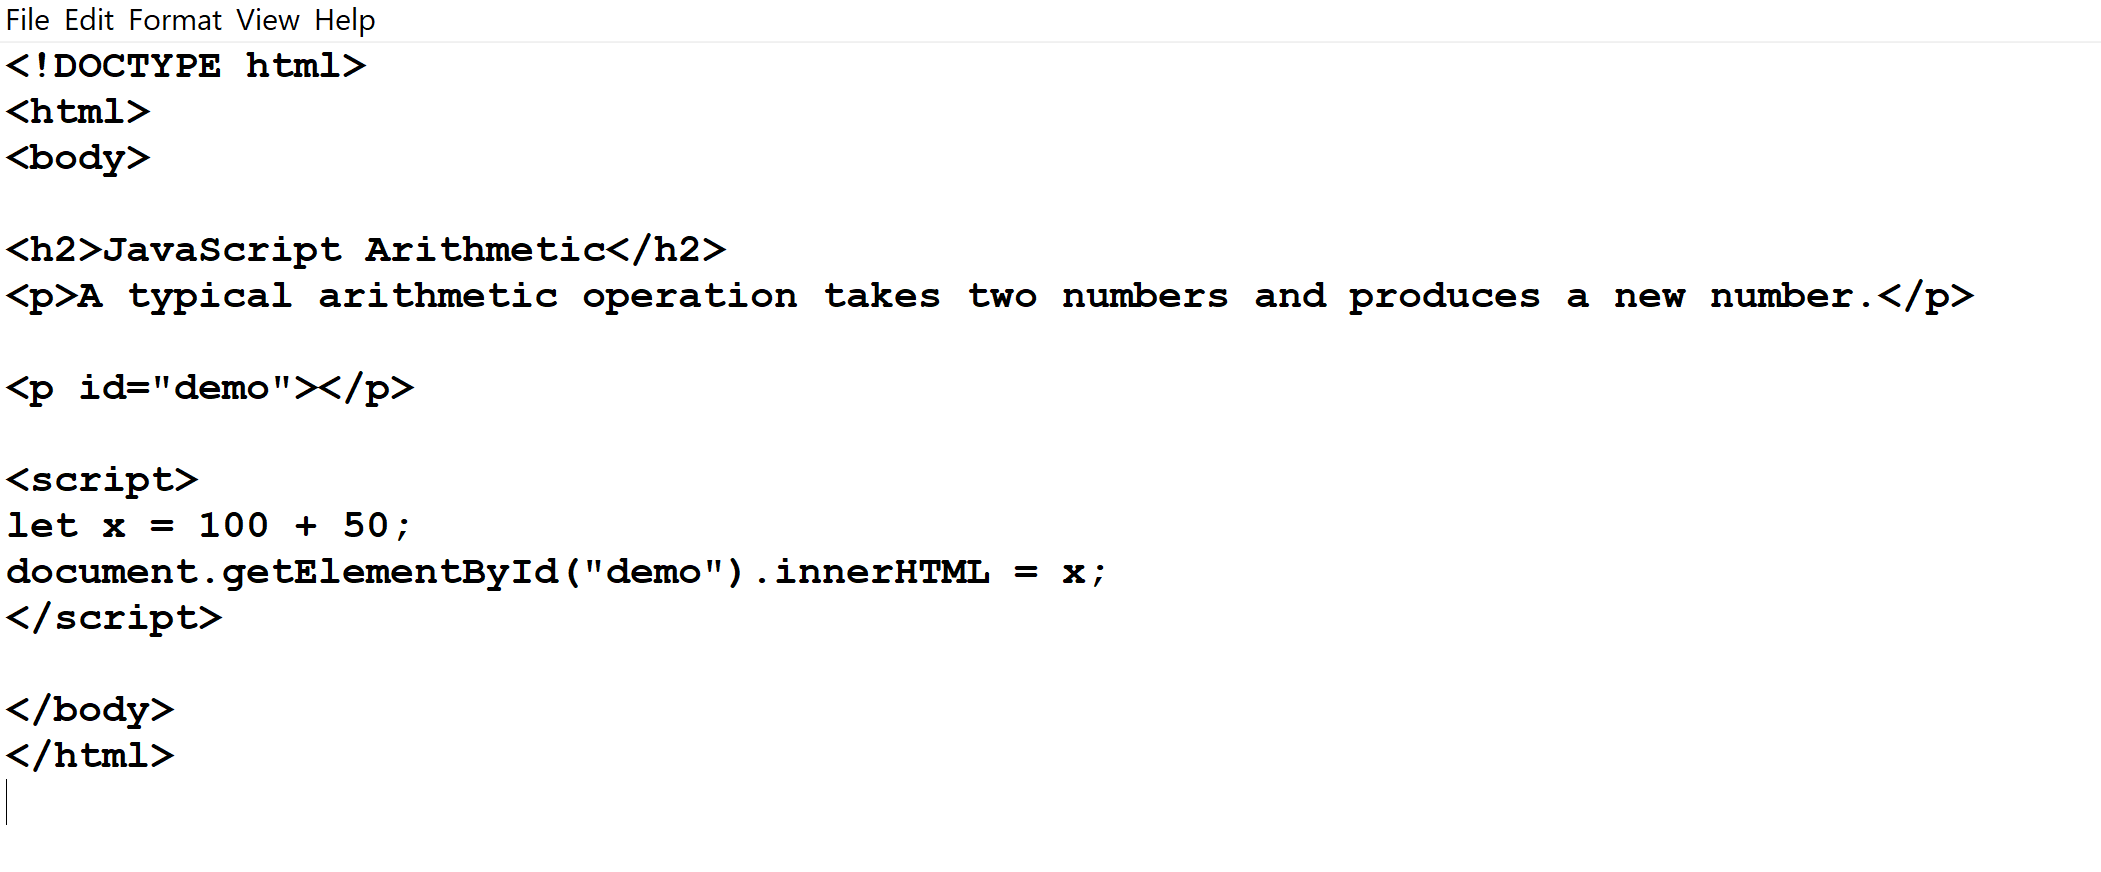 File Edit Format View Help
<!DOCTYPE html>
<html>
<body>
<h2>JavaScript Arithmetic</h2>
<p>A typical arithmetic operation takes two numbers and produces a new number.</p>
<p id="demo"></p>
<script>
let x = 100 + 50;
document.getElementById("demo").innerHTML = x;
</script>
</body>
</html>